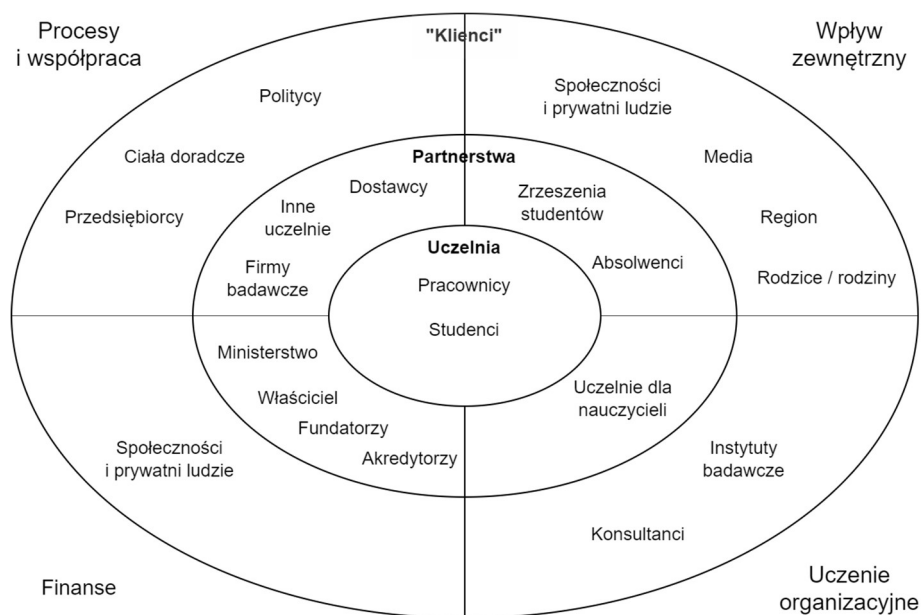 Procesy
i współpraca
"Klienci"
Wpływ
zewnętrzny
Politycy
Społeczności
i prywatni ludzie
Ciała doradcze
Partnerstwa
Media
Dostawcy
Zrzeszenia
studentów
Przedsiębiorcy
Inne
uczelnie
Region
Uczelnia
Firmy
badawcze
Absolwenci
Rodzice / rodziny
Pracownicy
Studenci
Ministerstwo
Właściciel
Uczelnie dla
nauczycieli
Fundatorzy
Społeczności
i prywatni ludzie
Akredytorzy
Instytuty
badawcze
Konsultanci
Finanse
Uczenie
organizacyjne